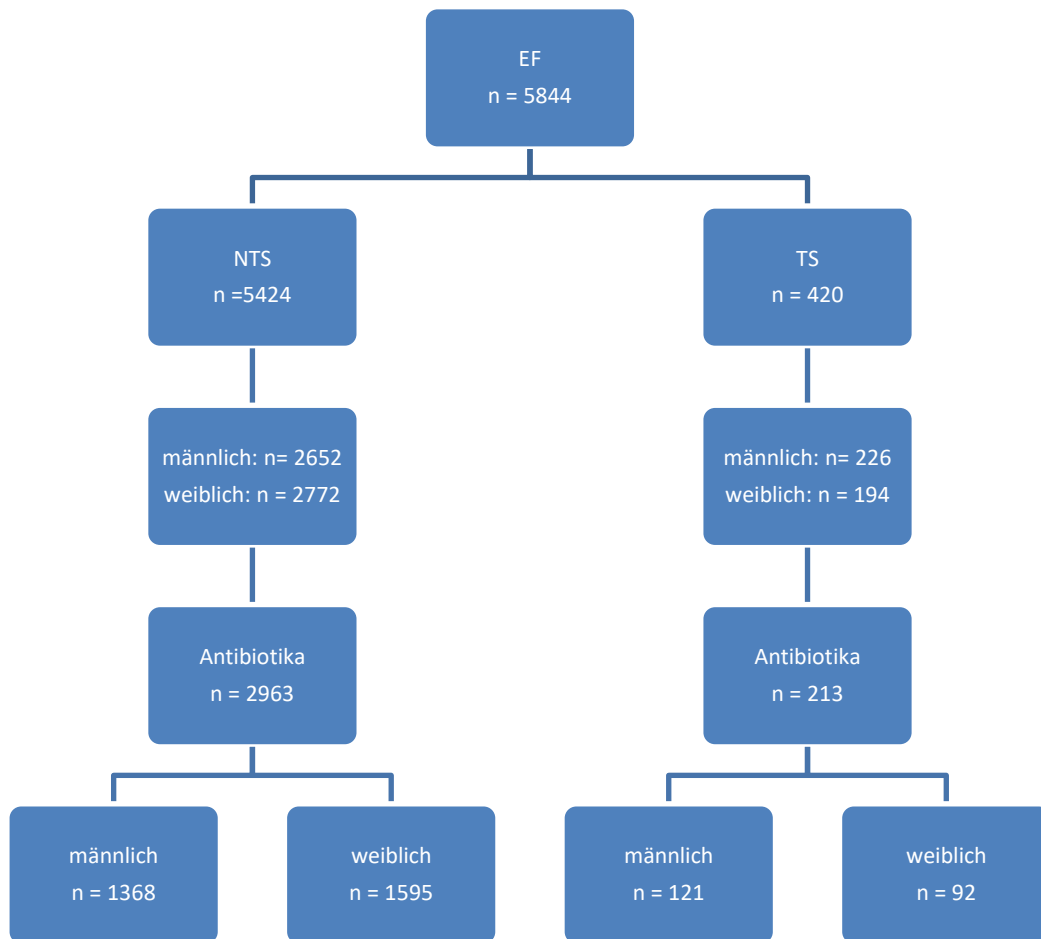 EF
n = 5844
NTS
n =5424
TS
n = 420
männlich: n= 2652
weiblich: n = 2772
männlich: n= 226
weiblich: n = 194
Antibiotika
n = 2963
Antibiotika
n = 213
männlich
n = 1368
weiblich
n = 1595
männlich
n = 121
weiblich
n = 92